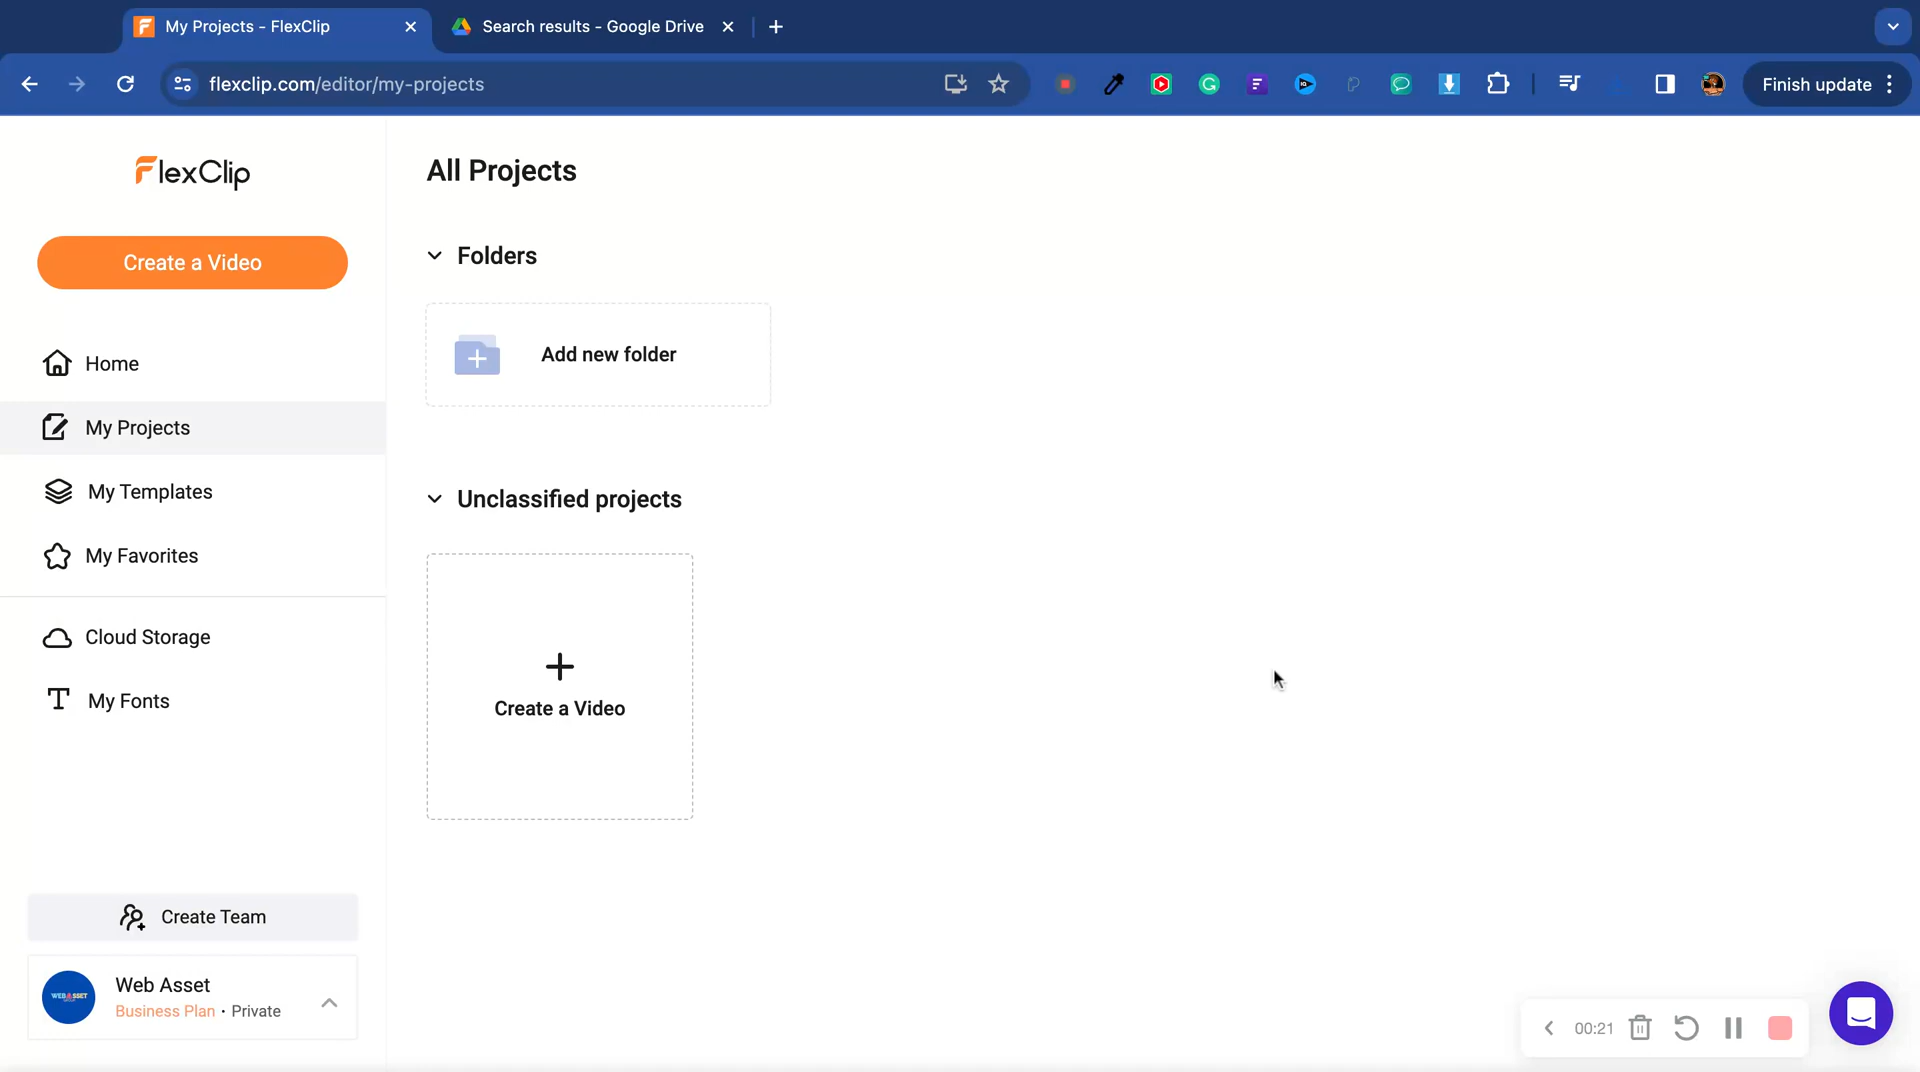 My Projects - FlexClip
Search results - Google Drive
flexclip.com/editor/my-projects
Finish update
FlexClip
Create a Video
Home
My Projects
My Templates
My Favorites
Cloud Storage
My Fonts
Create Team
WEB ASSET
Web Asset
Business Plan • Private
All Projects
Folders
Add new folder
Unclassified projects
Create a Video
00:21